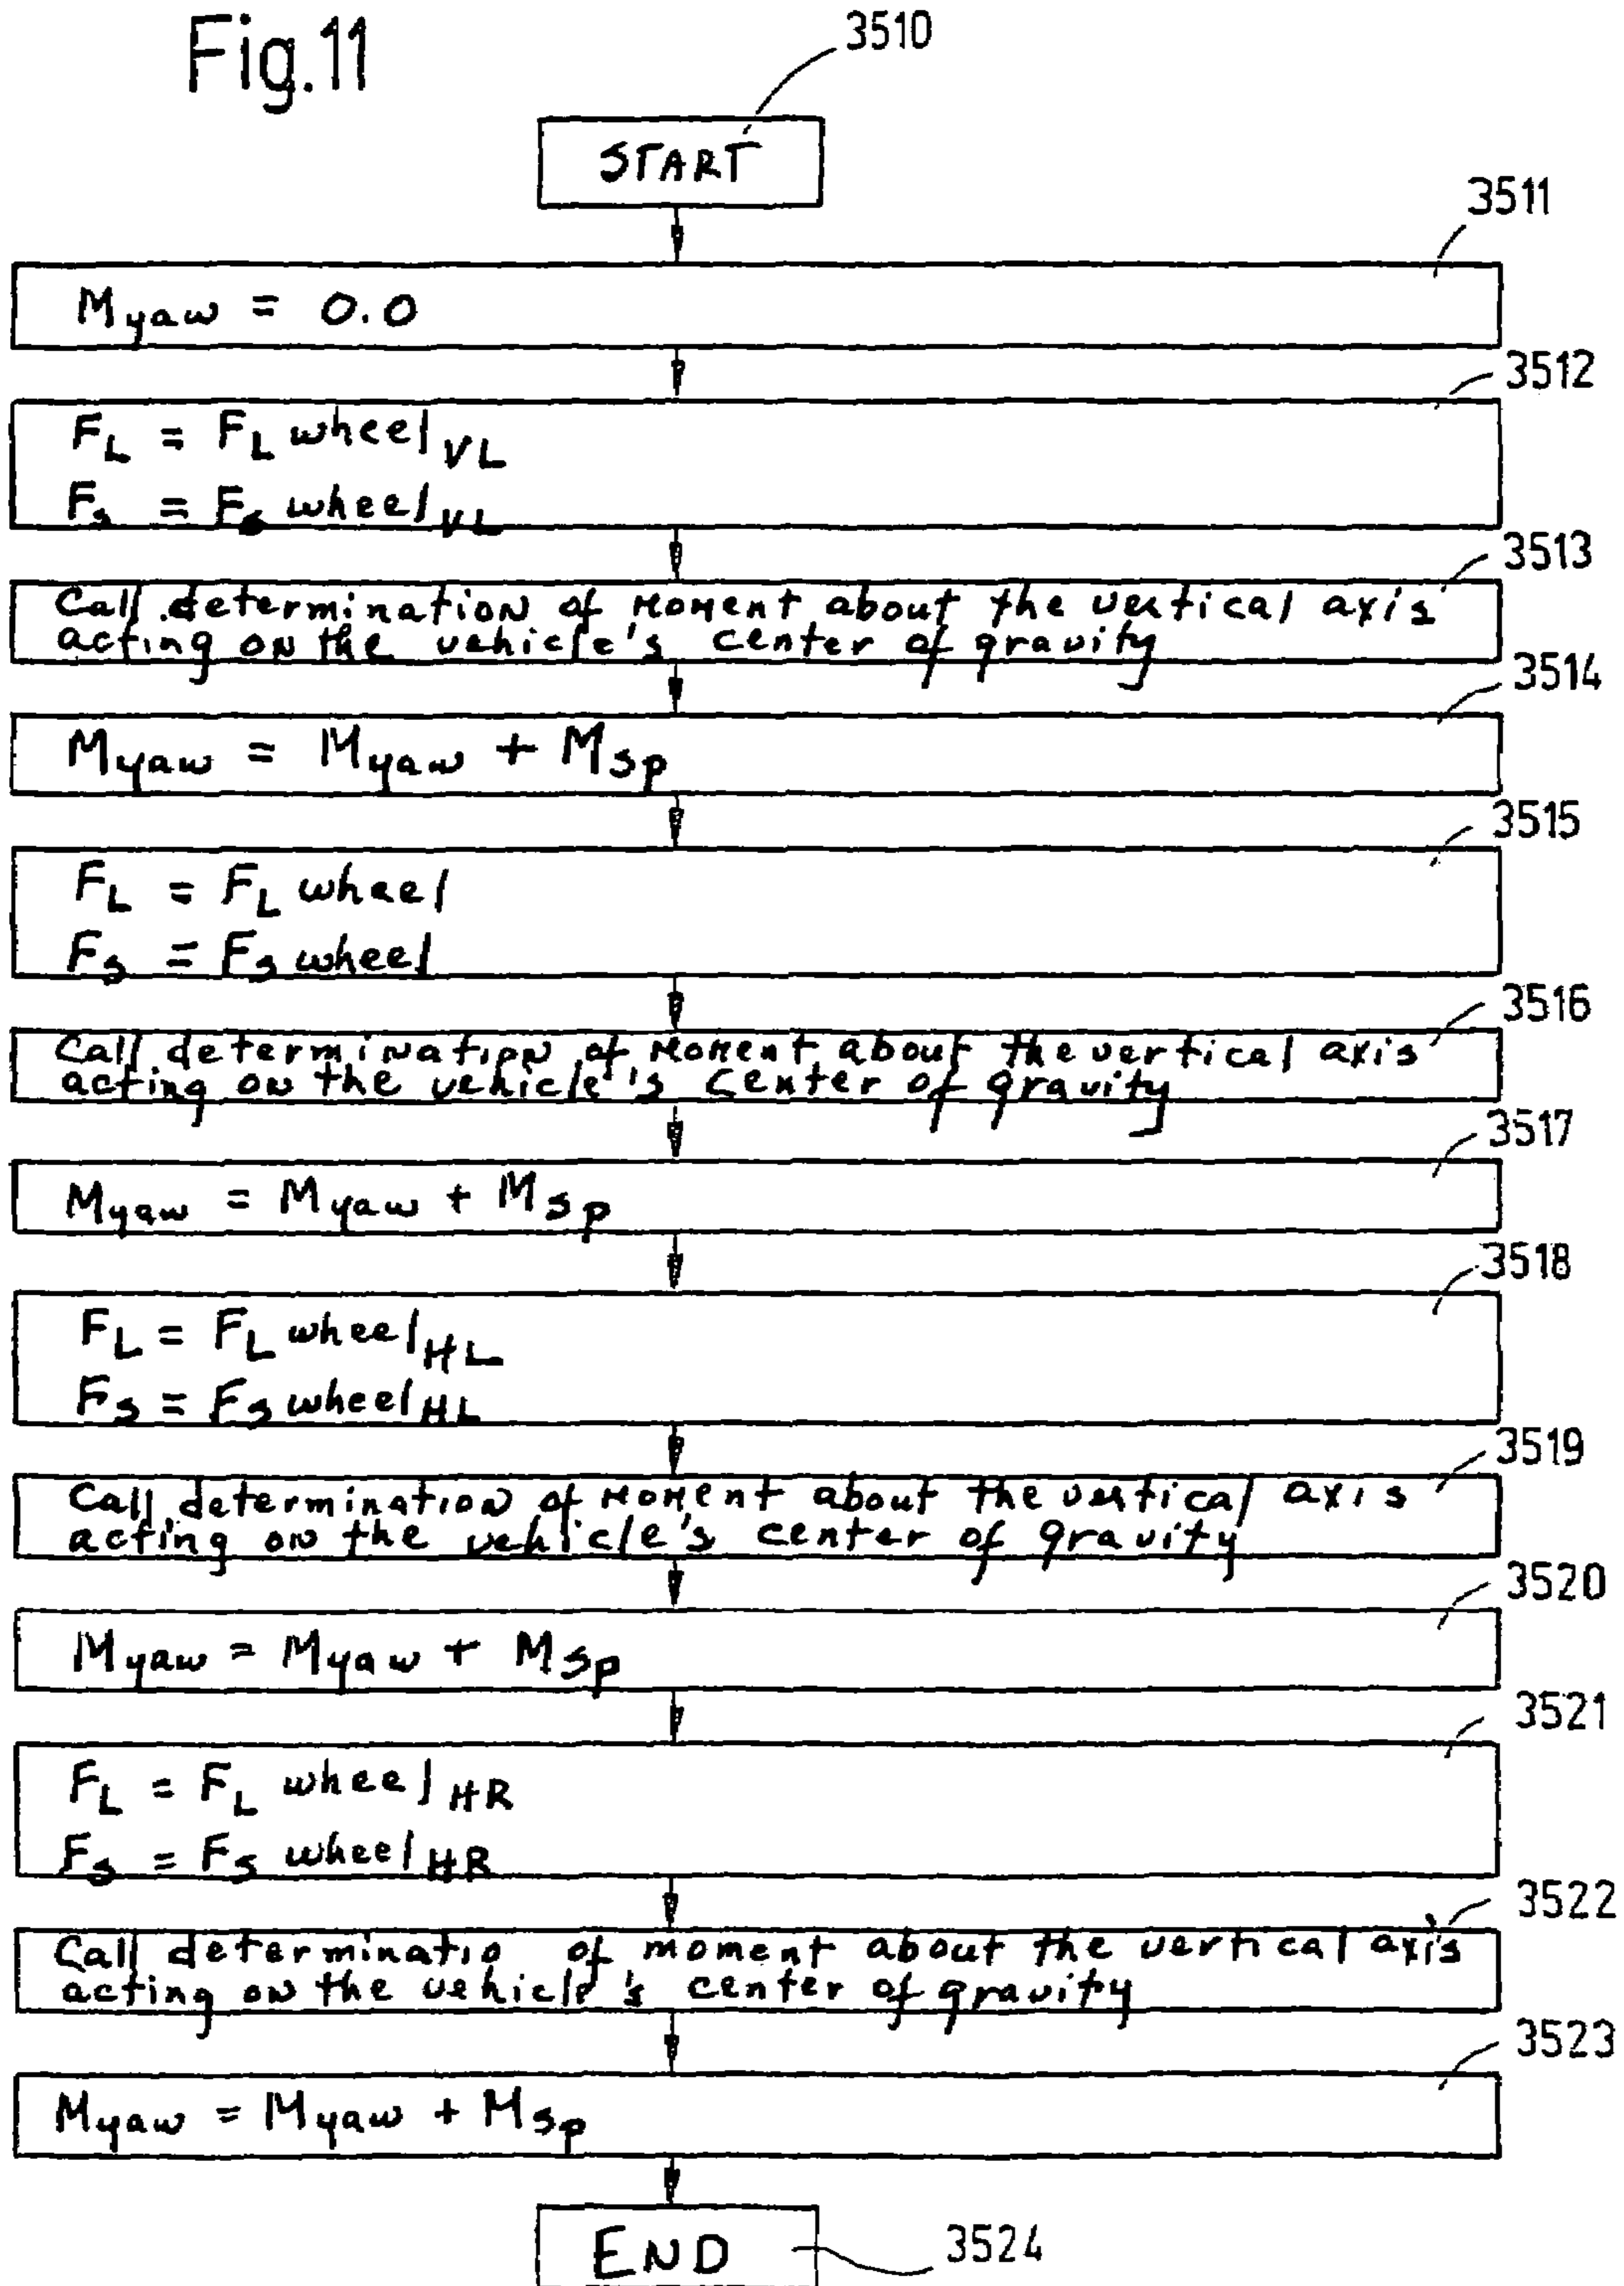 Fig.11
3510
START
3511
Myaw = 0.0
3512
FL = FL wheelVL
Fs = Fs wheelVL
3513
Call determination of moment about the vertical axis
acting on the vehicle's center of gravity
3514
Myaw = Myaw + Msp
3515
FL = FL wheel
Fs = Fs wheel
3516
Call determination of moment about the vertical axis
acting on the vehicle's center of gravity
3517
Myaw = Myaw + Msp
3518
FL = FL wheelHL
Fs = Fs wheelHL
3519
Call determination of moment about the vertical axis
acting on the vehicle's center of gravity
3520
Myaw = Myaw + Msp
3521
FL = FL wheelHR
Fs = Fs wheelHR
3522
Call determinatio of moment about the vertical axis
acting on the vehicle's center of gravity
3523
Myaw = Myaw + Msp
END
3524